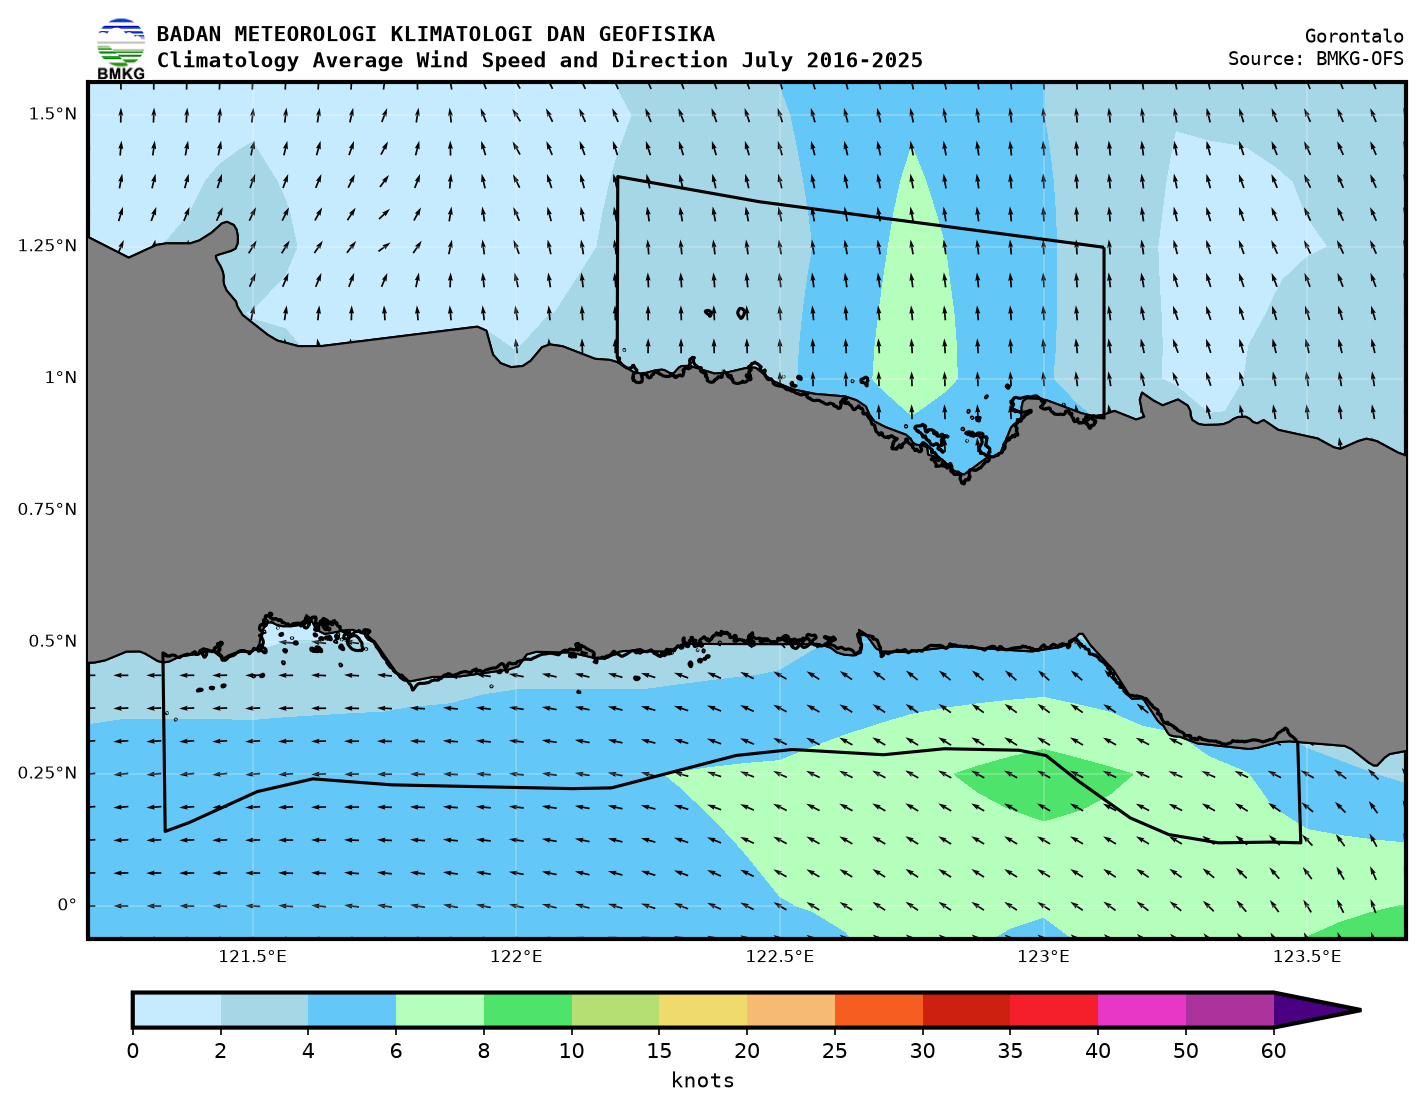 BADAN METEOROLOGI KLIMATOLOGI DAN GEOFISIKA
Climatology Average Wind Speed and Direction July 2016-2025
BMKG
Gorontalo
Source: BMKG-OFS
1.5°N
1.25°N
1°N
0.75°N
0.5°N
0.25°N
0°
121.5°E 122°E 122.5°E 123°E 123.5°E
0 2 4 6 8 10 15 20 25 30 35 40 50 60
knots